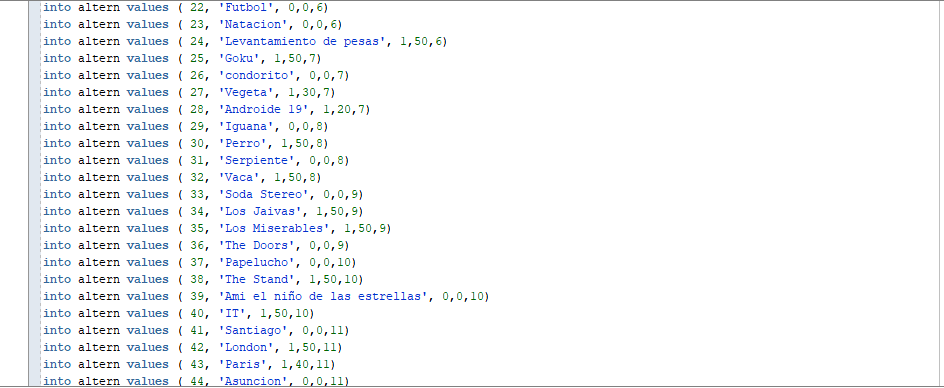 into altern values ( 22, 'Futbol', 0,0,6)
into altern values ( 23, 'Natacion', 0,0,6)
into altern values ( 24, 'Levantamiento de pesas', 1,50,6)
into altern values ( 25, 'Goku', 1,50,7)
into altern values ( 26, 'condorito', 0,0,7)
into altern values ( 27, 'Vegeta', 1,30,7)
into altern values ( 28, 'Androide 19', 1,20,7)
into altern values ( 29, 'Iguana', 0,0,8)
into altern values ( 30, 'Perro', 1,50,8)
into altern values ( 31, 'Serpiente', 0,0,8)
into altern values ( 32, 'Vaca', 1,50,8)
into altern values ( 33, 'Soda Stereo', 0,0,9)
into altern values ( 34, 'Los Jaivas', 1,50,9)
into altern values ( 35, 'Los Miserables', 1,50,9)
into altern values ( 36, 'The Doors', 0,0,9)
into altern values ( 37, 'Papelucho', 0,0,10)
into altern values ( 38, 'The Stand', 1,50,10)
into altern values ( 39, 'Ami el niño de las estrellas', 0,0,10)
into altern values ( 40, 'IT', 1,50,10)
into altern values ( 41, 'Santiago', 0,0,11)
into altern values ( 42, 'London', 1,50,11)
into altern values ( 43, 'Paris', 1,40,11)
into altern values ( 44, 'Asuncion', 0,0,11)